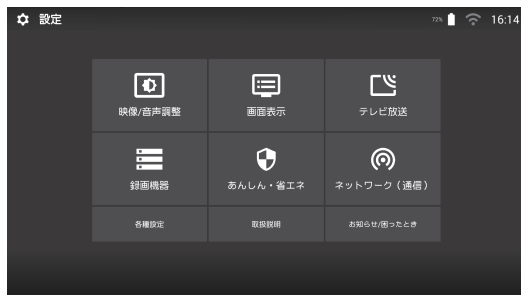 設定
72%
16:14
映像/音声調整
画面表示
テレビ放送
録画機器
あんしん・省エネ
ネットワーク（通信）
各種設定
取扱説明
お知らせ/困ったとき